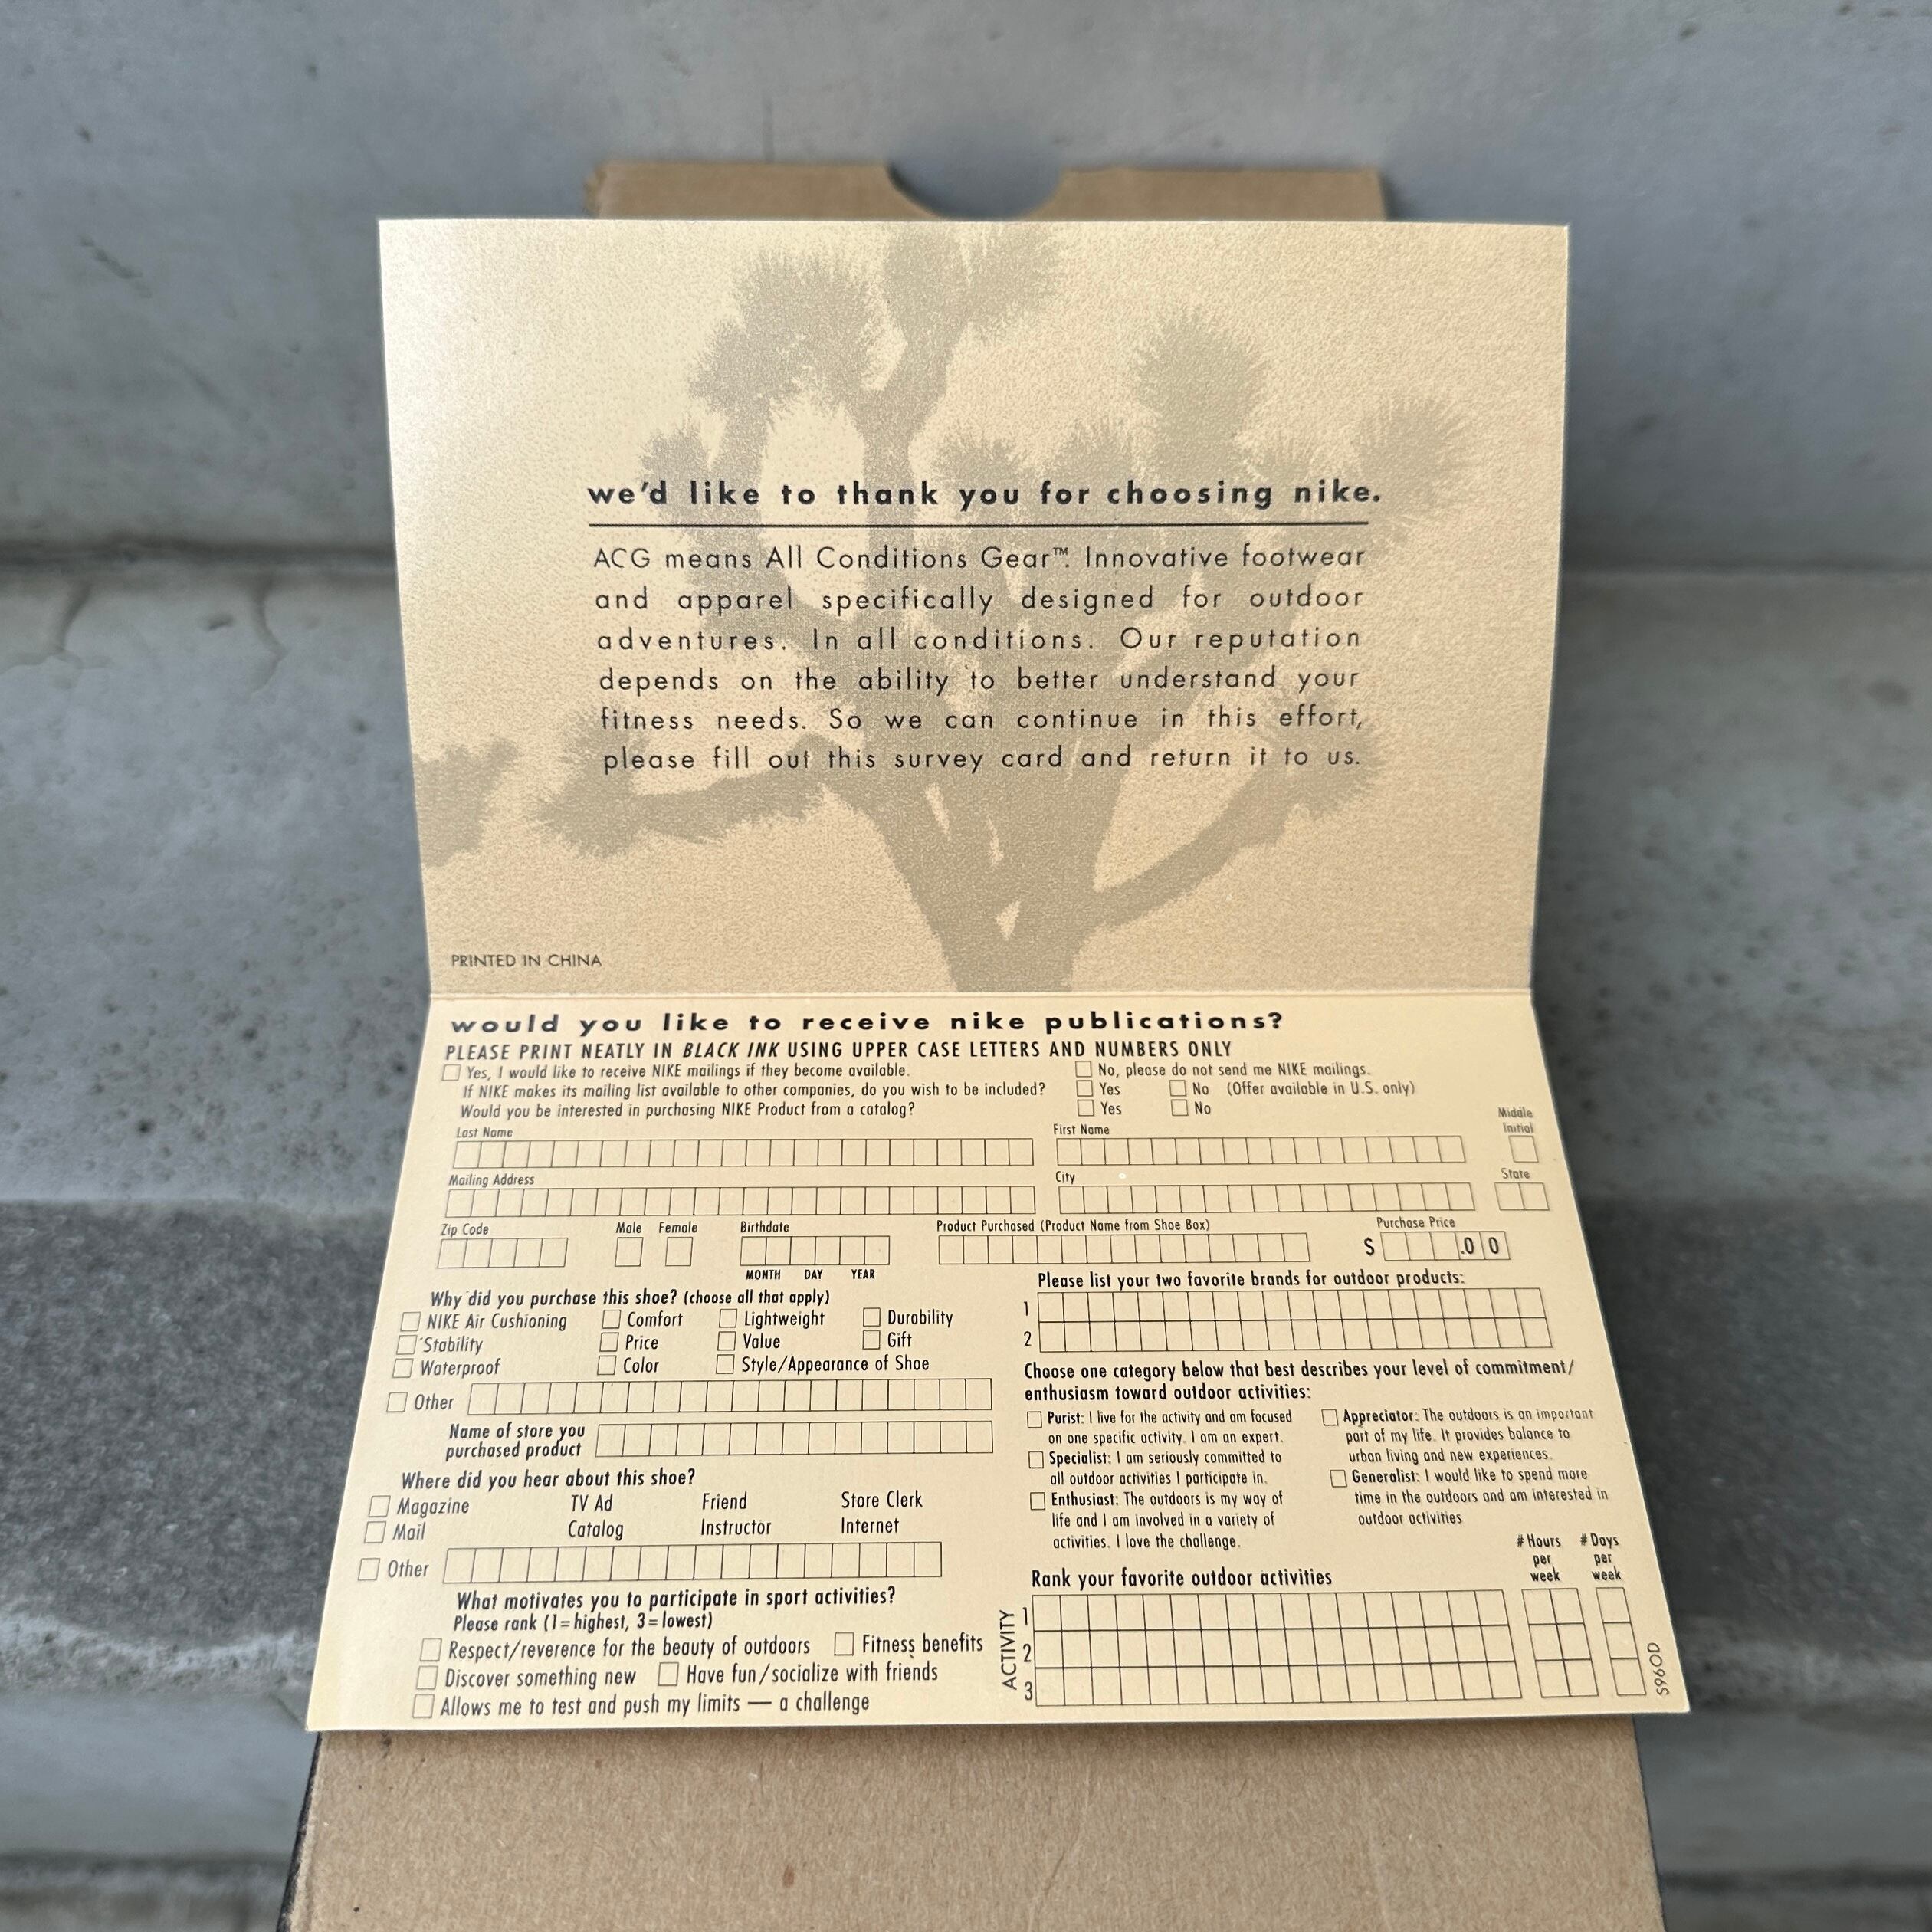 we'd like to thank you for choosing nike.
ACG means All Conditions Gear™. Innovative footwear
and apparel specifically designed for outdoor
adventures. In all conditions. Our reputation
depends on the ability to better understand your
fitness needs. So we can continue in this effort,
please fill out this survey card and return it to us.
PRINTED IN CHINA
would you like to receive nike publications?
PLEASE PRINT NEATLY IN BLACK INK USING UPPER CASE LETTERS AND NUMBERS ONLY
Yes, I would like to receive NIKE mailings if they become available. No, please do not send me NIKE mailings.
If NIKE makes its mailing list available to other companies, do you wish to be included? Yes No (Offer available in U.S. only)
Would you be interested in purchasing NIKE Product from a catalog? Yes No
Last Name First Name Middle Initial
Mailing Address City State
Zip Code Male Female Birthdate Product Purchased (Product Name from Shoe Box) Purchase Price
$ .00
MONTH DAY YEAR
Why did you purchase this shoe? (choose all that apply)
NIKE Air Cushioning Comfort Lightweight Durability
Stability Price Value Gift
Waterproof Color Style/Appearance of Shoe
Other
Name of store you
purchased product
Where did you hear about this shoe?
Magazine TV Ad Friend Store Clerk
Mail Catalog Instructor Internet
Other
What motivates you to participate in sport activities?
Please rank (1=highest, 3=lowest)
Respect/reverence for the beauty of outdoors Fitness benefits
Discover something new Have fun/socialize with friends
Allows me to test and push my limits — a challenge
Please list your two favorite brands for outdoor products:
1
2
Choose one category below that best describes your level of commitment/
enthusiasm toward outdoor activities:
Purist: I live for the activity and am focused
on one specific activity. I am an expert.
Specialist: I am seriously committed to
all outdoor activities I participate in.
Enthusiast: The outdoors is my way of
life and I am involved in a variety of
activities. I love the challenge.
Appreciator: The outdoors is an important
part of my life. It provides balance to
urban living and new experiences.
Generalist: I would like to spend more
time in the outdoors and am interested in
outdoor activities
Rank your favorite outdoor activities
# Hours per week
# Days per week
ACTIVITY
1
2
3
S96OD